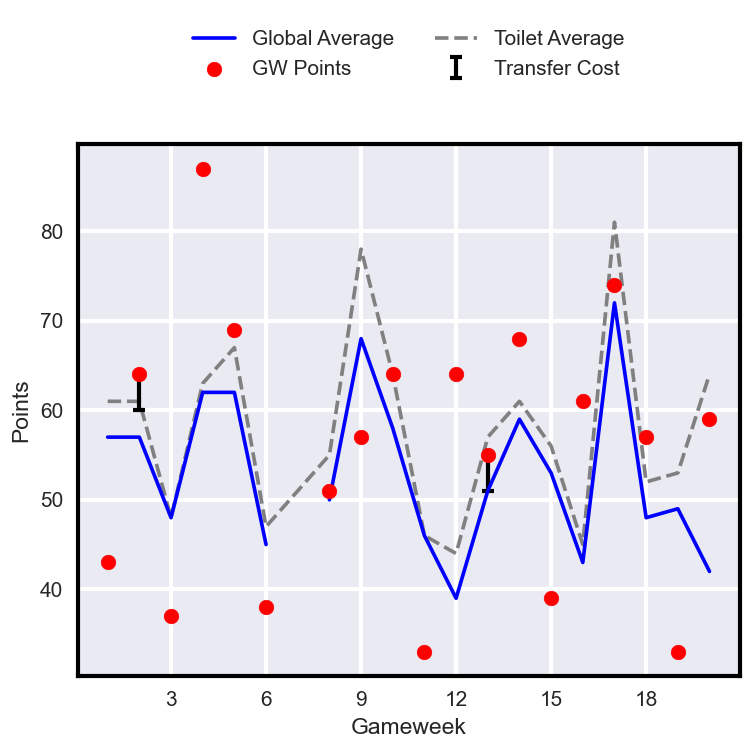 Global Average
Toilet Average
GW Points
Transfer Cost
80
70
60
50
40
Points
3 6 9 12 15 18
Gameweek